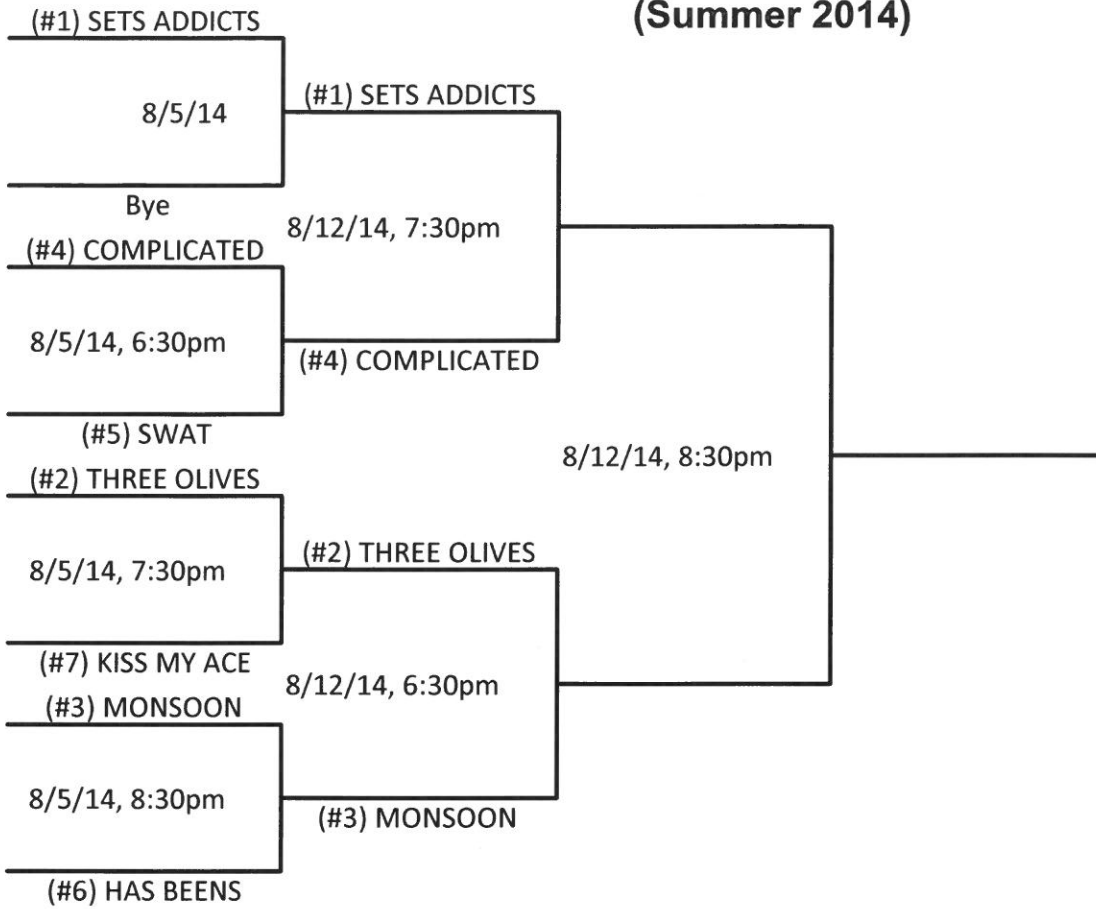 (Summer 2014)
(#1) SETS ADDICTS
8/5/14
Bye
(#4) COMPLICATED
8/5/14, 6:30pm
(#5) SWAT
(#2) THREE OLIVES
8/5/14, 7:30pm
(#7) KISS MY ACE
(#3) MONSOON
8/5/14, 8:30pm
(#6) HAS BEENS
(#1) SETS ADDICTS
8/12/14, 7:30pm
(#4) COMPLICATED
(#2) THREE OLIVES
8/12/14, 6:30pm
(#3) MONSOON
8/12/14, 8:30pm